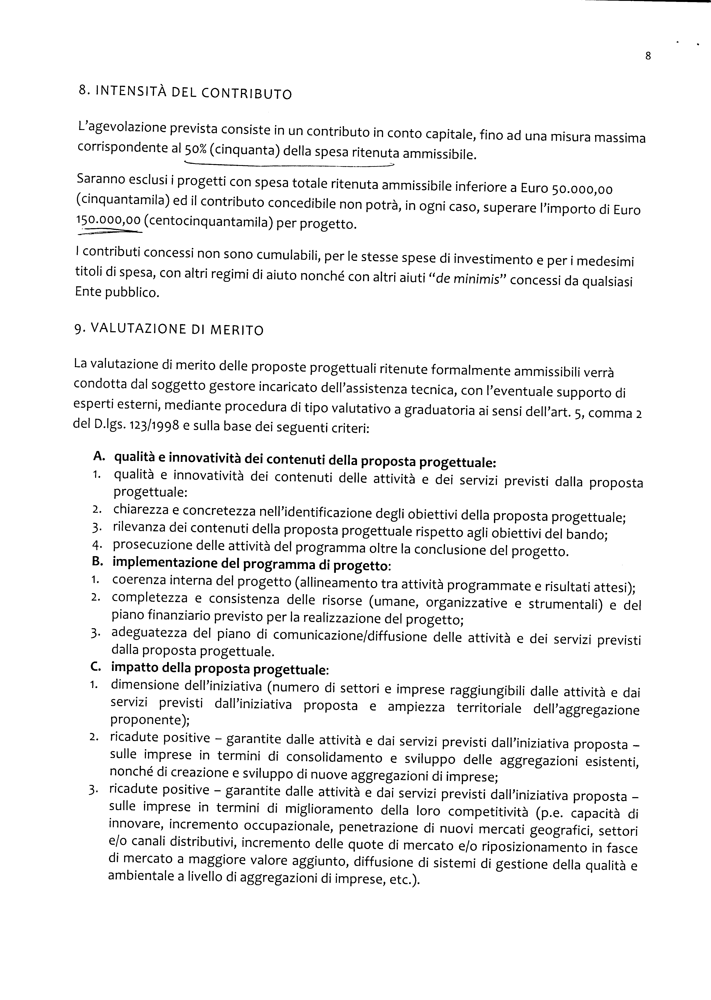 8
8. INTENSITÀ DEL CONTRIBUTO
L'agevolazione prevista consiste in un contributo in conto capitale, fino ad una misura massima
corrispondente al 50% (cinquanta) della spesa ritenuta ammissibile.
Saranno esclusi i progetti con spesa totale ritenuta ammissibile inferiore a Euro 50.000,00
(cinquantamila) ed il contributo concedibile non potrà, in ogni caso, superare l'importo di Euro
150.000,00 (centocinquantamila) per progetto.
I contributi concessi non sono cumulabili, per le stesse spese di investimento e per i medesimi
titoli di spesa, con altri regimi di aiuto nonché con altri aiuti "de minimis" concessi da qualsiasi
Ente pubblico.
9. VALUTAZIONE DI MERITO
La valutazione di merito delle proposte progettuali ritenute formalmente ammissibili verrà
condotta dal soggetto gestore incaricato dell'assistenza tecnica, con l'eventuale supporto di
esperti esterni, mediante procedura di tipo valutativo a graduatoria ai sensi dell'art. 5, comma 2
del D.lgs. 123/1998 e sulla base dei seguenti criteri:
A. qualità e innovatività dei contenuti della proposta progettuale:
1. qualità e innovatività dei contenuti delle attività e dei servizi previsti dalla proposta
progettuale:
2. chiarezza e concretezza nell'identificazione degli obiettivi della proposta progettuale;
3. rilevanza dei contenuti della proposta progettuale rispetto agli obiettivi del bando;
4. prosecuzione delle attività del programma oltre la conclusione del progetto.
B. implementazione del programma di progetto:
1. coerenza interna del progetto (allineamento tra attività programmate e risultati attesi);
2. completezza e consistenza delle risorse (umane, organizzative e strumentali) e del
piano finanziario previsto per la realizzazione del progetto;
3. adeguatezza del piano di comunicazione/diffusione delle attività e dei servizi previsti
dalla proposta progettuale.
C. impatto della proposta progettuale:
1. dimensione dell'iniziativa (numero di settori e imprese raggiungibili dalle attività e dai
servizi previsti dall'iniziativa proposta e ampiezza territoriale dell'aggregazione
proponente);
2. ricadute positive – garantite dalle attività e dai servizi previsti dall'iniziativa proposta –
sulle imprese in termini di consolidamento e sviluppo delle aggregazioni esistenti,
nonché di creazione e sviluppo di nuove aggregazioni di imprese;
3. ricadute positive – garantite dalle attività e dai servizi previsti dall'iniziativa proposta –
sulle imprese in termini di miglioramento della loro competitività (p.e. capacità di
innovare, incremento occupazionale, penetrazione di nuovi mercati geografici, settori
e/o canali distributivi, incremento delle quote di mercato e/o riposizionamento in fasce
di mercato a maggiore valore aggiunto, diffusione di sistemi di gestione della qualità e
ambientale a livello di aggregazioni di imprese, etc.).